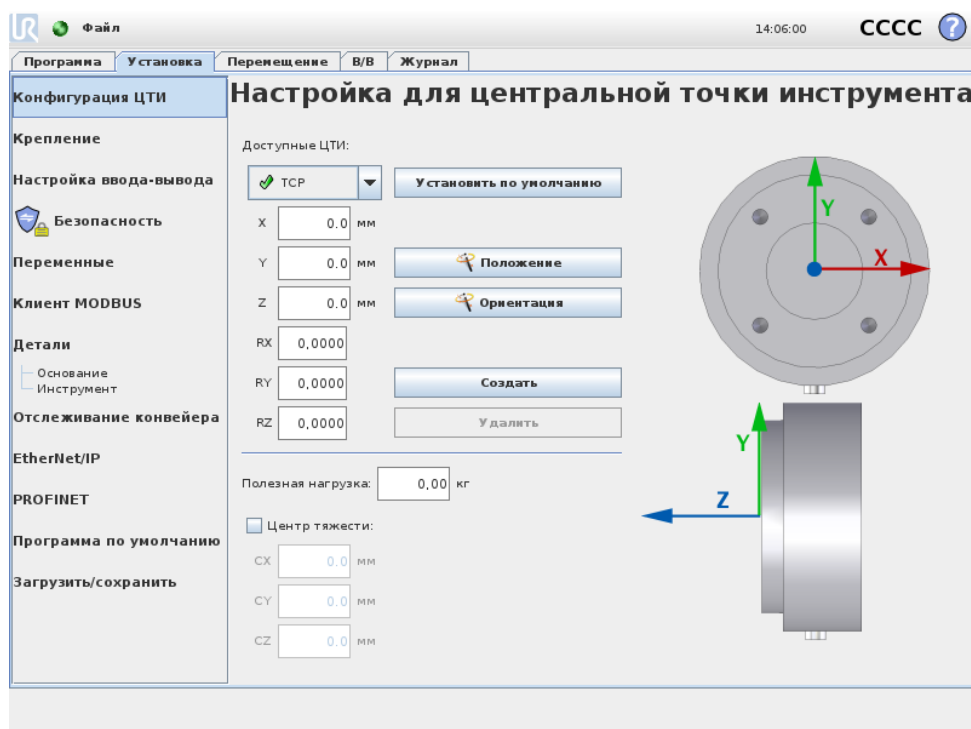 UR Файл 14:06:00 CCCC ?
Программа Установка Перемещение В/В Журнал
Конфигурация ЦТИ
Крепление
Настройка ввода-вывода
Безопасность
Переменные
Клиент MODBUS
Детали
Основание
Инструмент
Отслеживание конвейера
EtherNet/IP
PROFINET
Программа по умолчанию
Загрузить/сохранить
Настройка для центральной точки инструмента
Доступные ЦТИ:
TCP Установить по умолчанию
X 0.0 мм
Y 0.0 мм Положение
Z 0.0 мм Ориентация
RX 0,0000
RY 0,0000 Создать
RZ 0,0000 Удалить
Полезная нагрузка: 0,00 кг
Центр тяжести:
CX 0.0 мм
CY 0.0 мм
CZ 0.0 мм
Y
X
Y
Z